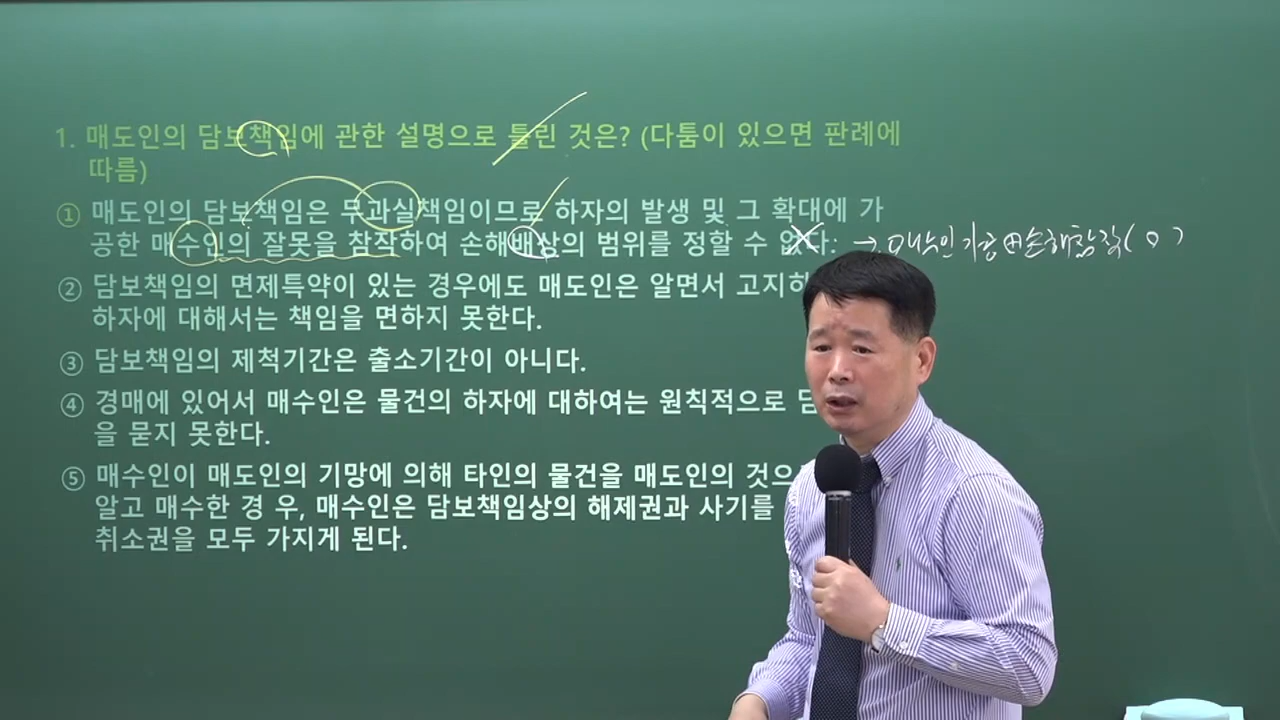 1. 매도인의 담보책임에 관한 설명으로 틀린 것은? (다툼이 있으면 판례에
따름)
① 매도인의 담보책임은 무과실책임이므로 하자의 발생 및 그 확대에 가
공한 매수인의 잘못을 참작하여 손해배상의 범위를 정할 수 없다. → 매수인
② 담보책임의 면제특약이 있는 경우에도 매도인은 알면서 고지하
하자에 대해서는 책임을 면하지 못한다.
③ 담보책임의 제척기간은 출소기간이 아니다.
④ 경매에 있어서 매수인은 물건의 하자에 대하여는 원칙적으로
을 묻지 못한다.
⑤ 매수인이 매도인의 기망에 의해 타인의 물건을 매도인의 것으
알고 매수한 경 우, 매수인은 담보책임상의 해제권과 사기를
취소권을 모두 가지게 된다.